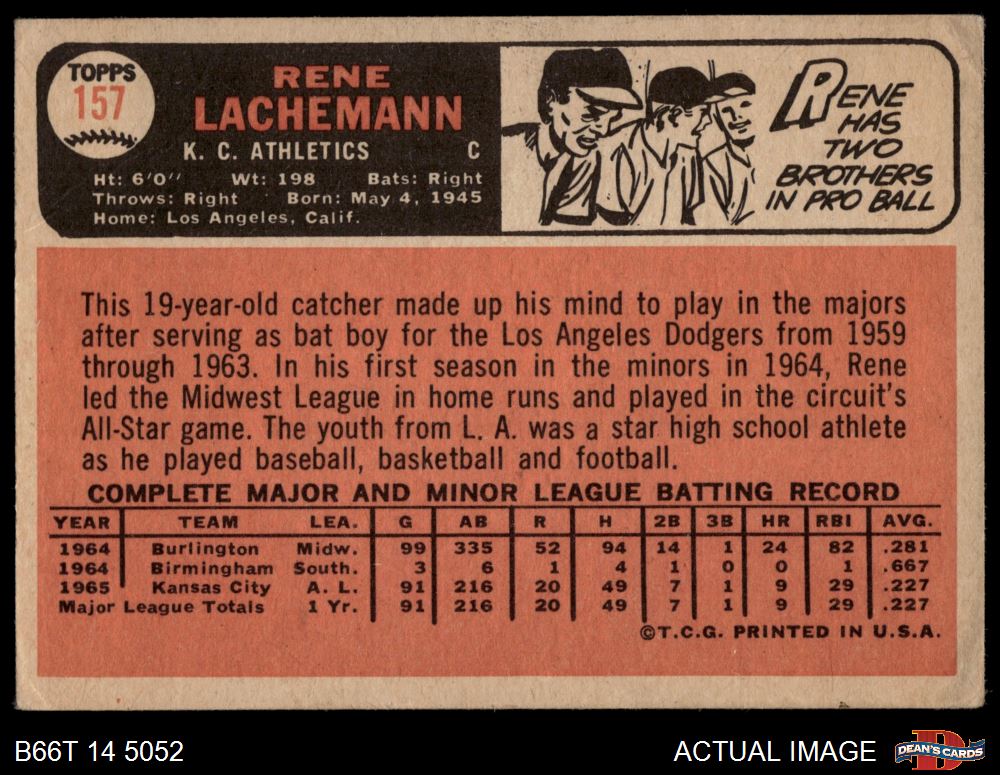 TOPPS
157
RENE
LACHEMANN
K. C. ATHLETICS C
Ht: 6'0" Wt: 198 Bats: Right
Throws: Right Born: May 4, 1945
Home: Los Angeles, Calif.
RENE
HAS
TWO
BROTHERS
IN PRO BALL
This 19-year-old catcher made up his mind to play in the majors
after serving as bat boy for the Los Angeles Dodgers from 1959
through 1963. In his first season in the minors in 1964, Rene
led the Midwest League in home runs and played in the circuit's
All-Star game. The youth from L. A. was a star high school athlete
as he played baseball, basketball and football.
COMPLETE MAJOR AND MINOR LEAGUE BATTING RECORD
YEAR TEAM LEA. G AB R H 2B 3B HR RBI AVG.
1964 Burlington Midw. 99 335 52 94 14 1 24 82 .281
1964 Birmingham South. 3 6 1 4 1 0 0 1 .667
1965 Kansas City A. L. 91 216 20 49 7 1 9 29 .227
Major League Totals 1 Yr. 91 216 20 49 7 1 9 29 .227
©T.C.G. PRINTED IN U.S.A.
B66T 14 5052
ACTUAL IMAGE
D
DEAN'S CARDS